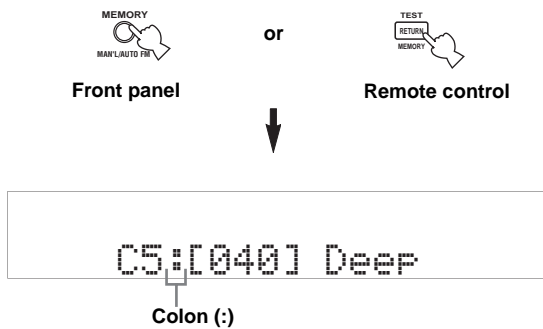 MEMORY
MAN'L/AUTO FM
or
TEST
RETURN
MEMORY
Front panel
Remote control
C5:[040] Deep
Colon (:)